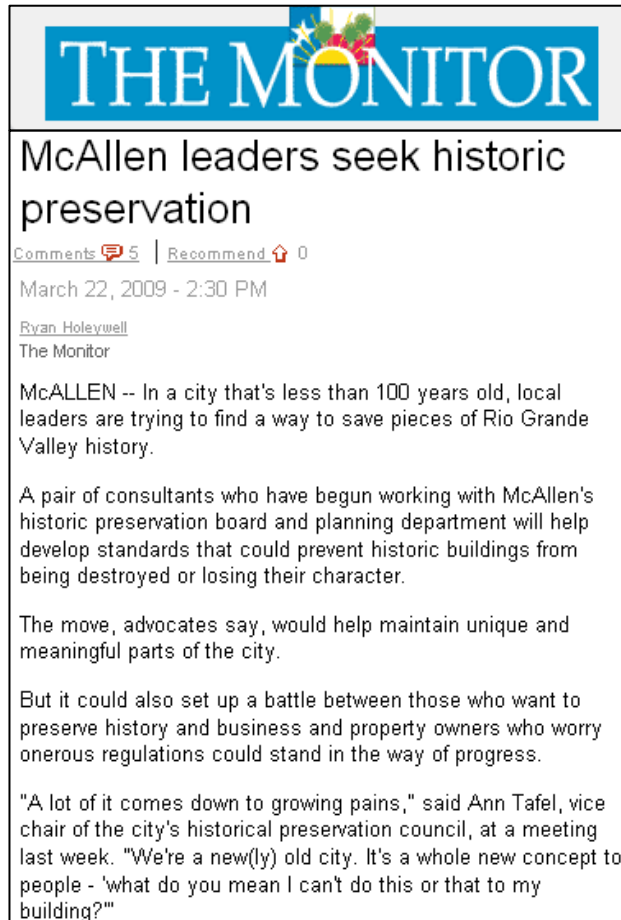 THE MONITOR
McAllen leaders seek historic
preservation
Comments 5 | Recommend 0
March 22, 2009 - 2:30 PM
Ryan Holeywell
The Monitor
McALLEN -- In a city that's less than 100 years old, local
leaders are trying to find a way to save pieces of Rio Grande
Valley history.
A pair of consultants who have begun working with McAllen's
historic preservation board and planning department will help
develop standards that could prevent historic buildings from
being destroyed or losing their character.
The move, advocates say, would help maintain unique and
meaningful parts of the city.
But it could also set up a battle between those who want to
preserve history and business and property owners who worry
onerous regulations could stand in the way of progress.
"A lot of it comes down to growing pains," said Ann Tafel, vice
chair of the city's historical preservation council, at a meeting
last week. "We're a new(ly) old city. It's a whole new concept to
people - 'what do you mean I can't do this or that to my
building?'"